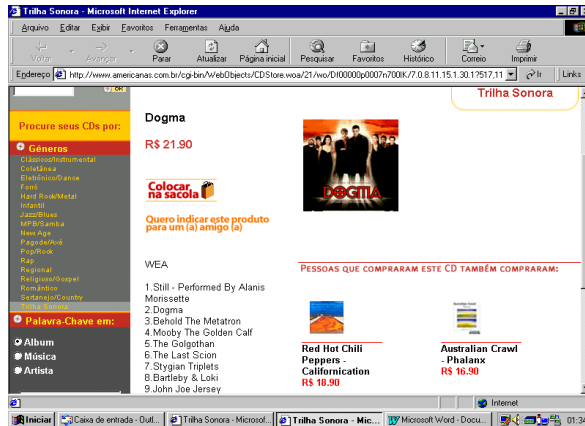 Trilha Sonora - Microsoft Internet Explorer
Arquivo Editar Exibir Favoritos Ferramentas Ajuda
Voltar Avançar Parar Atualizar Página inicial Pesquisar Favoritos Histórico Correio Imprimir
Endereço http://www.americanas.com.br/cgi-bin/WebObjects/CDStore.woa/21/wo/Df00000p0007n700IK/7.0.8.11.15.1.30.1?517,11 Ir Links
OK
Trilha Sonora
Procure seus CDs por:
Gêneros
Clássicos/Instrumental
Coletânea
Eletrônico/Dance
Forró
Hard Rock/Metal
Infantil
Jazz/Blues
MPB/Samba
New Age
Pagode/Axé
Pop/Rock
Rap
Regional
Religioso/Gospel
Romântico
Sertanejo/Country
Trilha Sonora
Palavra-Chave em:
Album
Música
Artista
Dogma
R$ 21.90
Colocar
na sacola
Quero indicar este produto
para um (a) amigo (a)
DOGMA
WEA
1.Still - Performed By Alanis
Morissette
2.Dogma
3.Behold The Metatron
4.Mooby The Golden Calf
5.The Golgothan
6.The Last Scion
7.Stygian Triplets
8.Bartleby & Loki
9.John Joe Jersey
PESSOAS QUE COMPRARAM ESTE CD TAMBÉM COMPRARAM:
Red Hot Chili
Peppers -
Californication
R$ 18.90
Australian Crawl
- Phalanx
R$ 16.90
Internet
Iniciar Caixa de entrada - Outl... Trilha Sonora - Microsof... Trilha Sonora - Mic... Microsoft Word - Docu... 01:34